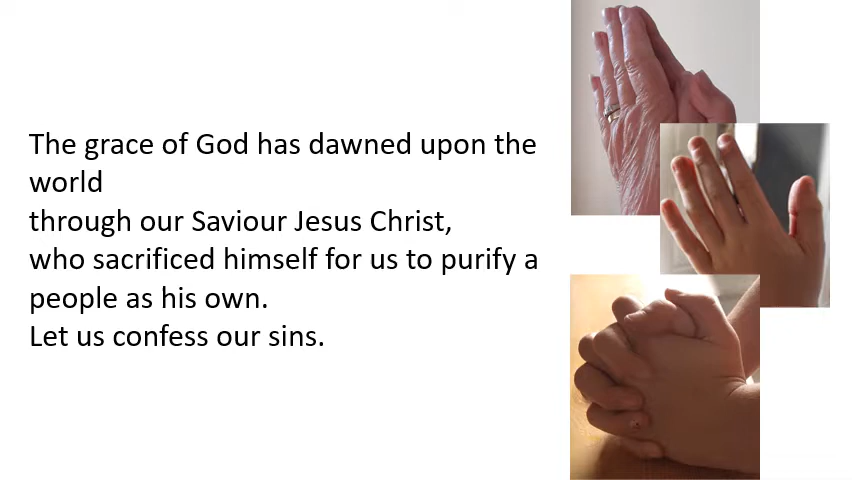 The grace of God has dawned upon the
world
through our Saviour Jesus Christ,
who sacrificed himself for us to purify a
people as his own.
Let us confess our sins.